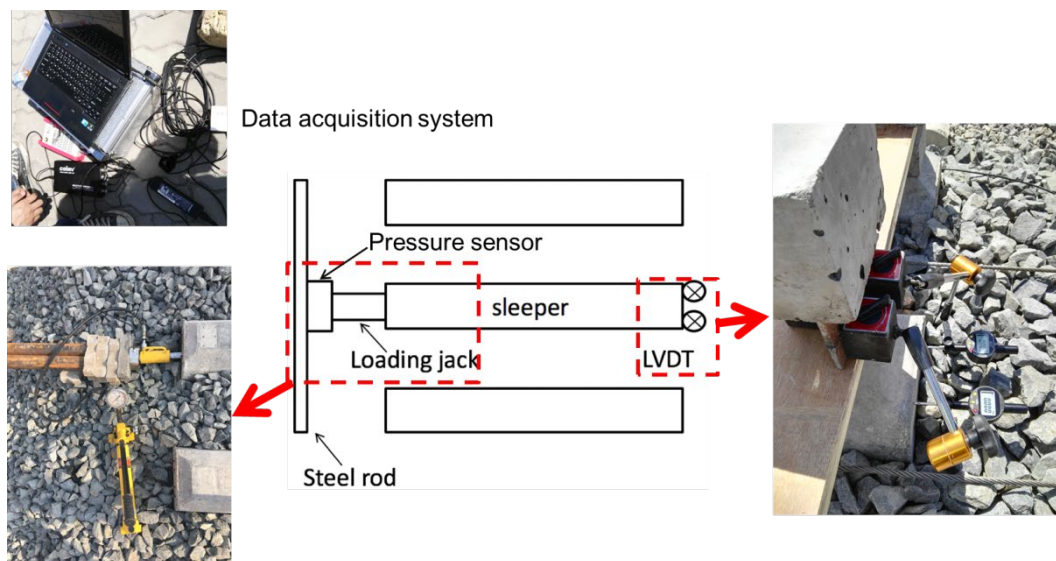 Data acquisition system
Pressure sensor
sleeper
Loading jack
LVDT
Steel rod